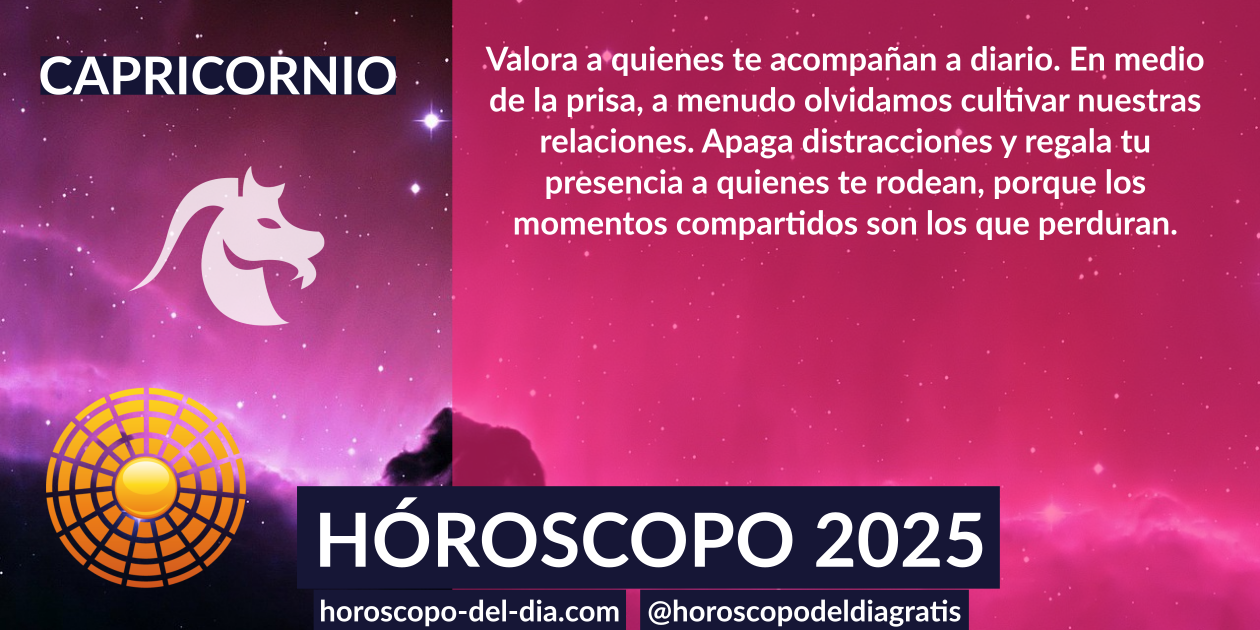 CAPRICORNIO
Valora a quienes te acompañan a diario. En medio
de la prisa, a menudo olvidamos cultivar nuestras
relaciones. Apaga distracciones y regala tu
presencia a quienes te rodean, porque los
momentos compartidos son los que perduran.
HÓROSCOPO 2025
horoscopo-del-dia.com
@horoscopodeldiagratis